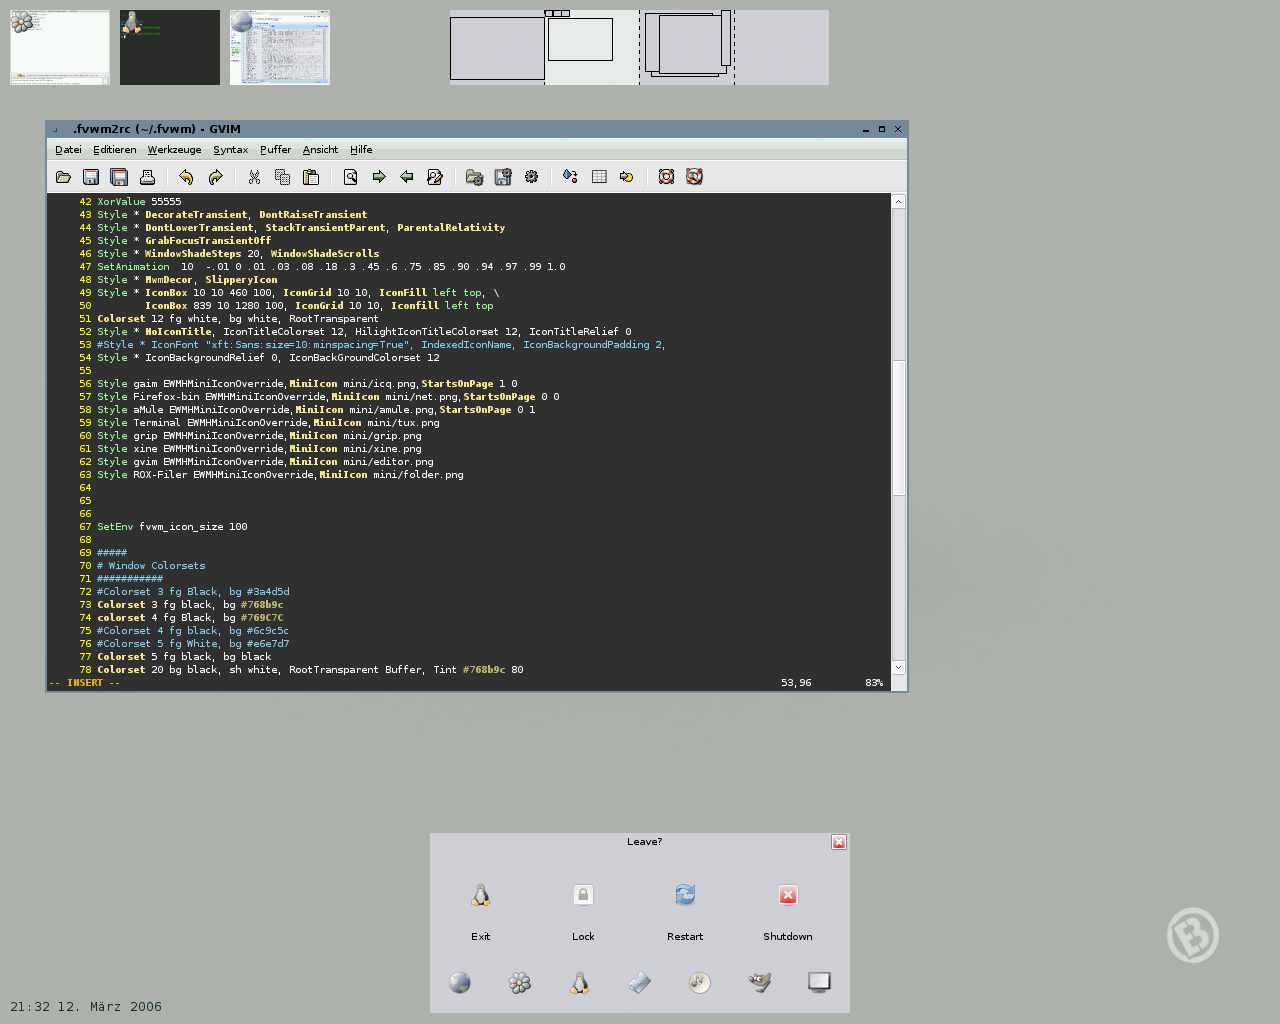 .fvwm2rc (~/.fvwm) - GVIM
Datei Editieren Werkzeuge Syntax Puffer Ansicht Hilfe
42 XorValue 55555
43 Style * DecorateTransient, DontRaiseTransient
44 Style * DontLowerTransient, StackTransientParent, ParentalRelativity
45 Style * GrabFocusTransientOff
46 Style * WindowShadeSteps 20, WindowShadeScrolls
47 SetAnimation  10  -.01 0 .01 .03 .08 .18 .3 .45 .6 .75 .85 .90 .94 .97 .99 1.0
48 Style * MwmDecor, SlipperyIcon
49 Style * IconBox 10 10 460 100, IconGrid 10 10, IconFill left top, \
50         IconBox 839 10 1280 100, IconGrid 10 10, Iconfill left top
51 Colorset 12 fg white, bg white, RootTransparent
52 Style * NoIconTitle, IconTitleColorset 12, HilightIconTitleColorset 12, IconTitleRelief 0
53 #Style * IconFont "xft:Sans:size=10:minspacing=True", IndexedIconName, IconBackgroundPadding 2,
54 Style * IconBackgroundRelief 0, IconBackGroundColorset 12
55
56 Style gaim EWMHMiniIconOverride,MiniIcon mini/icq.png,StartsOnPage 1 0
57 Style Firefox-bin EWMHMiniIconOverride,MiniIcon mini/net.png,StartsOnPage 0 0
58 Style aMule EWMHMiniIconOverride,MiniIcon mini/amule.png,StartsOnPage 0 1
59 Style Terminal EWMHMiniIconOverride,MiniIcon mini/tux.png
60 Style grip EWMHMiniIconOverride,MiniIcon mini/grip.png
61 Style xine EWMHMiniIconOverride,MiniIcon mini/xine.png
62 Style gvim EWMHMiniIconOverride,MiniIcon mini/editor.png
63 Style ROX-Filer EWMHMiniIconOverride,MiniIcon mini/folder.png
64
65
66
67 SetEnv fvwm_icon_size 100
68
69 #####
70 # Window Colorsets
71 ###########
72 #Colorset 3 fg Black, bg #3a4d5d
73 Colorset 3 fg black, bg #768b9c
74 colorset 4 fg Black, bg #769C7C
75 #Colorset 4 fg black, bg #6c9c5c
76 #Colorset 5 fg White, bg #e6e7d7
77 Colorset 5 fg black, bg black
78 Colorset 20 bg black, sh white, RootTransparent Buffer, Tint #768b9c 80
-- INSERT -- 53,96 83%
Leave?
Exit Lock Restart Shutdown
B
21:32 12. März 2006